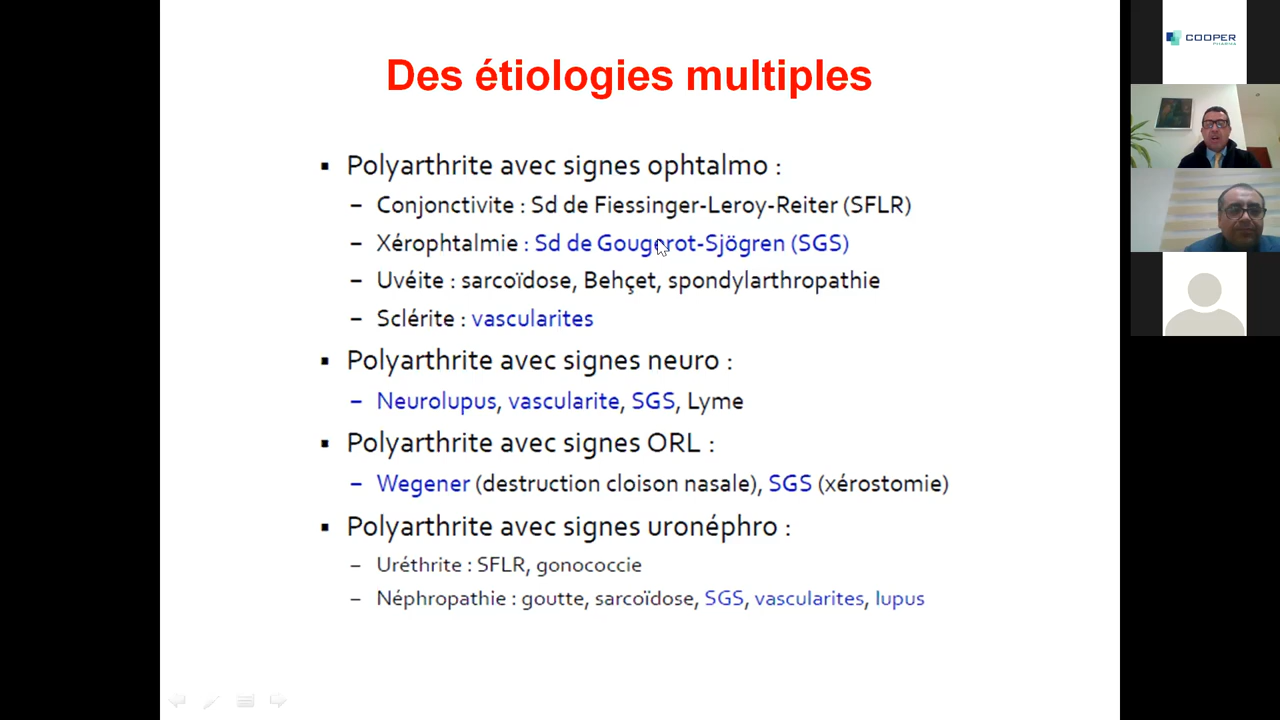 Des étiologies multiples
▪ Polyarthrite avec signes ophtalmo :
– Conjonctivite : Sd de Fiessinger-Leroy-Reiter (SFLR)
– Xérophtalmie : Sd de Gougerot-Sjögren (SGS)
– Uvéite : sarcoïdose, Behçet, spondylarthropathie
– Sclérite : vascularites
▪ Polyarthrite avec signes neuro :
– Neurolupus, vascularite, SGS, Lyme
▪ Polyarthrite avec signes ORL :
– Wegener (destruction cloison nasale), SGS (xérostomie)
▪ Polyarthrite avec signes uronéphro :
– Uréthrite : SFLR, gonococcie
– Néphropathie : goutte, sarcoïdose, SGS, vascularites, lupus
COOPER
PHARMA